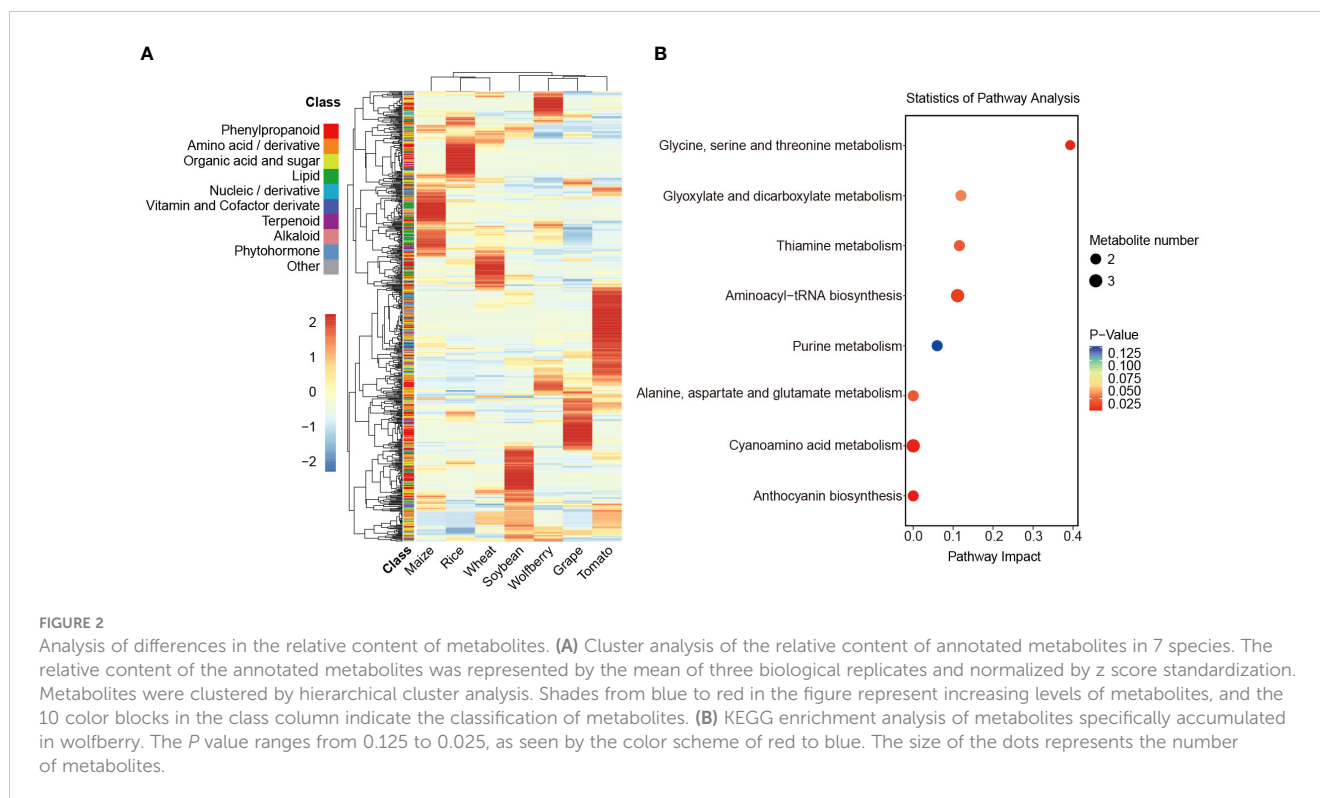 A
Class
Phenylpropanoid
Amino acid / derivative
Organic acid and sugar
Lipid
Nucleic / derivative
Vitamin and Cofactor derivate
Terpenoid
Alkaloid
Phytohormone
Other
2
1
0
−1
−2
Class
Maize
Rice
Wheat
Soybean
Wolfberry
Grape
Tomato
B
Statistics of Pathway Analysis
Glycine, serine and threonine metabolism
Glyoxylate and dicarboxylate metabolism
Thiamine metabolism
Aminoacyl−tRNA biosynthesis
Purine metabolism
Alanine, aspartate and glutamate metabolism
Cyanoamino acid metabolism
Anthocyanin biosynthesis
0.0 0.1 0.2 0.3 0.4
Pathway Impact
Metabolite number
2
3
P−Value
0.125
0.100
0.075
0.050
0.025
FIGURE 2
Analysis of differences in the relative content of metabolites. (A) Cluster analysis of the relative content of annotated metabolites in 7 species. The
relative content of the annotated metabolites was represented by the mean of three biological replicates and normalized by z score standardization.
Metabolites were clustered by hierarchical cluster analysis. Shades from blue to red in the figure represent increasing levels of metabolites, and the
10 color blocks in the class column indicate the classification of metabolites. (B) KEGG enrichment analysis of metabolites specifically accumulated
in wolfberry. The P value ranges from 0.125 to 0.025, as seen by the color scheme of red to blue. The size of the dots represents the number
of metabolites.